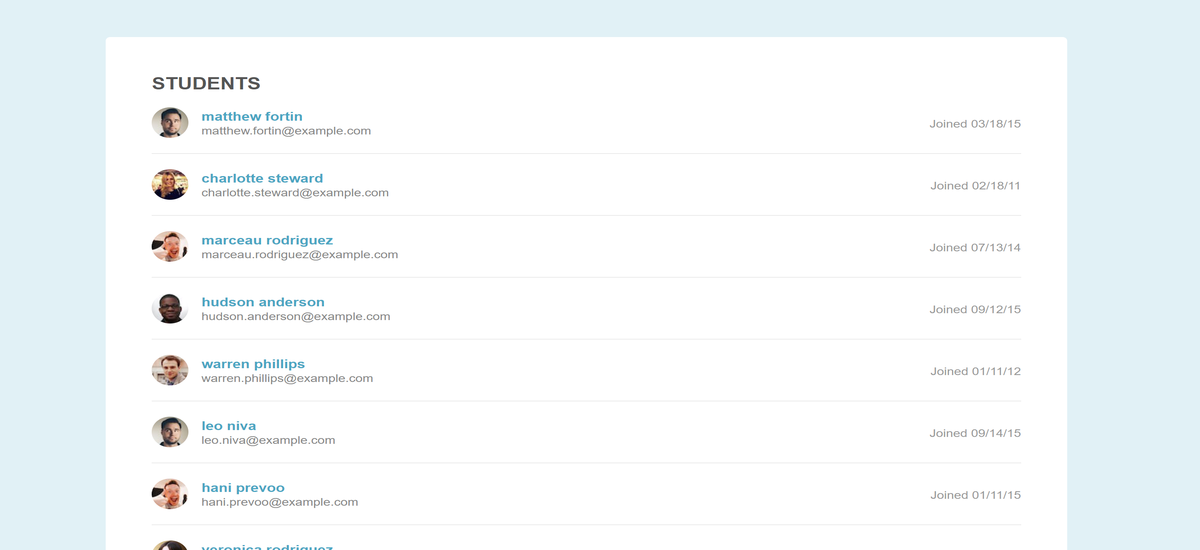 STUDENTS
matthew fortin
matthew.fortin@example.com
Joined 03/18/15
charlotte steward
charlotte.steward@example.com
Joined 02/18/11
marceau rodriguez
marceau.rodriguez@example.com
Joined 07/13/14
hudson anderson
hudson.anderson@example.com
Joined 09/12/15
warren phillips
warren.phillips@example.com
Joined 01/11/12
leo niva
leo.niva@example.com
Joined 09/14/15
hani prevoo
hani.prevoo@example.com
Joined 01/11/15
veronica rodriguez